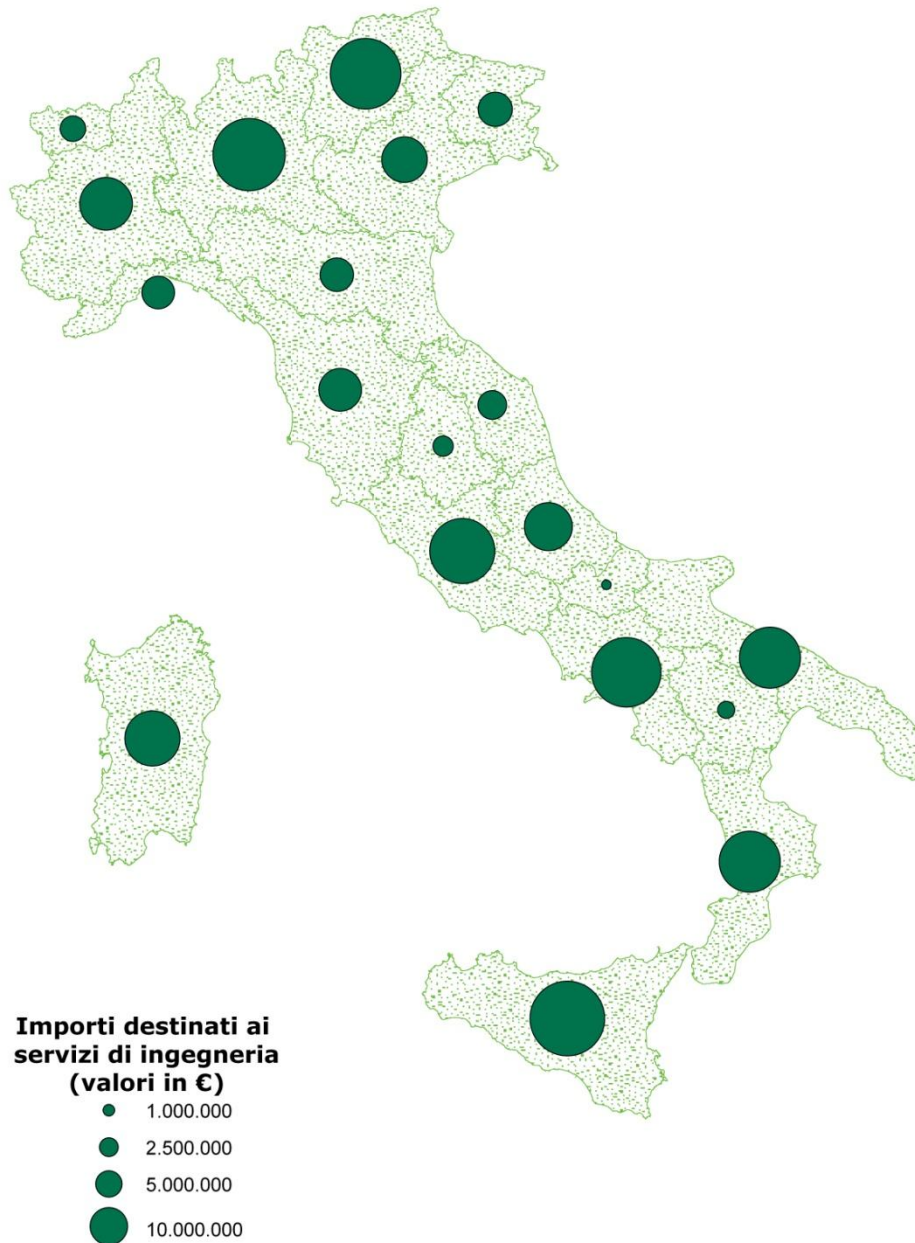 Importi destinati ai
servizi di ingegneria
(valori in €)
1.000.000
2.500.000
5.000.000
10.000.000